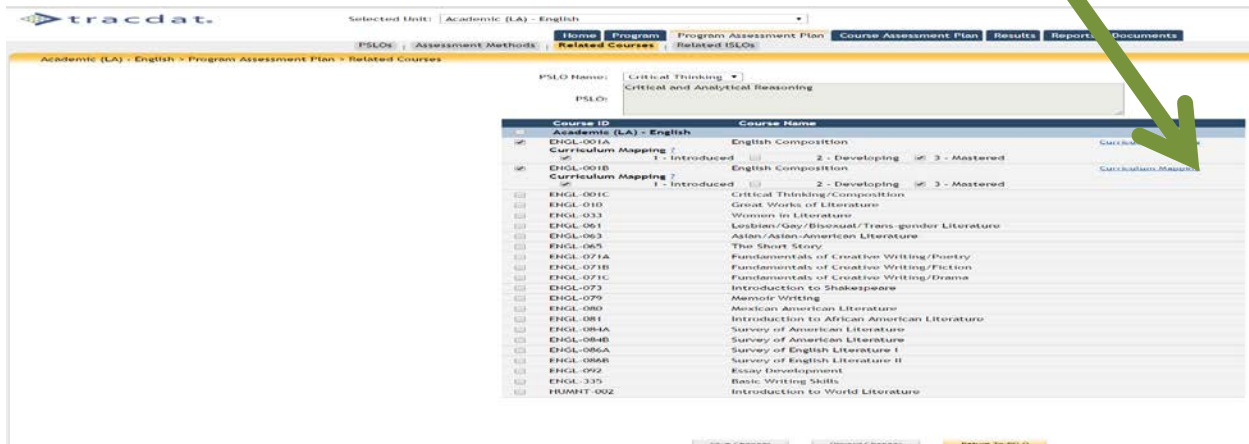 tracdat.
Selected Unit: Academic (LA) - English
Home Program Program Assessment Plan Course Assessment Plan Results Reports Documents
PSLOs | Assessment Methods | Related Courses | Related ISLOs
Academic (LA) - English > Program Assessment Plan > Related Courses
PSLO Name: Critical Thinking
PSLO: Critical and Analytical Reasoning
Course ID Course Name
Academic (LA) - English
ENGL-001A English Composition
Curriculum Mapping ?
1 - Introduced 2 - Developing 3 - Mastered
ENGL-001B English Composition Curriculum Mapping
Curriculum Mapping ?
1 - Introduced 2 - Developing 3 - Mastered
ENGL-001C Critical Thinking/Composition
ENGL-010 Great Works of Literature
ENGL-033 Women in Literature
ENGL-061 Lesbian/Gay/Bisexual/Trans-gender Literature
ENGL-063 Asian/Asian-American Literature
ENGL-065 The Short Story
ENGL-071A Fundamentals of Creative Writing/Poetry
ENGL-071B Fundamentals of Creative Writing/Fiction
ENGL-071C Fundamentals of Creative Writing/Drama
ENGL-073 Introduction to Shakespeare
ENGL-079 Memoir Writing
ENGL-080 Mexican American Literature
ENGL-081 Introduction to African American Literature
ENGL-084A Survey of American Literature
ENGL-084B Survey of American Literature
ENGL-086A Survey of English Literature I
ENGL-086B Survey of English Literature II
ENGL-092 Essay Development
ENGL-335 Basic Writing Skills
HUMNT-002 Introduction to World Literature